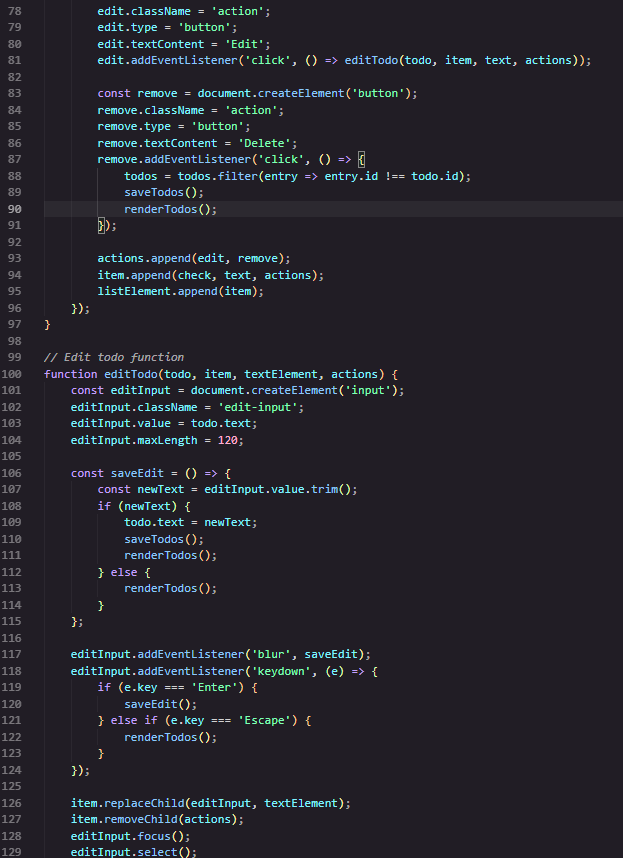 78 edit.className = 'action';
79 edit.type = 'button';
80 edit.textContent = 'Edit';
81 edit.addEventListener('click', () => editTodo(todo, item, text, actions));
82
83 const remove = document.createElement('button');
84 remove.className = 'action';
85 remove.type = 'button';
86 remove.textContent = 'Delete';
87 remove.addEventListener('click', () => {
88 todos = todos.filter(entry => entry.id !== todo.id);
89 saveTodos();
90 renderTodos();
91 });
92
93 actions.append(edit, remove);
94 item.append(check, text, actions);
95 listElement.append(item);
96 });
97 }
98
99 // Edit todo function
100 function editTodo(todo, item, textElement, actions) {
101 const editInput = document.createElement('input');
102 editInput.className = 'edit-input';
103 editInput.value = todo.text;
104 editInput.maxLength = 120;
105
106 const saveEdit = () => {
107 const newText = editInput.value.trim();
108 if (newText) {
109 todo.text = newText;
110 saveTodos();
111 renderTodos();
112 } else {
113 renderTodos();
114 }
115 };
116
117 editInput.addEventListener('blur', saveEdit);
118 editInput.addEventListener('keydown', (e) => {
119 if (e.key === 'Enter') {
120 saveEdit();
121 } else if (e.key === 'Escape') {
122 renderTodos();
123 }
124 });
125
126 item.replaceChild(editInput, textElement);
127 item.removeChild(actions);
128 editInput.focus();
129 editInput.select();